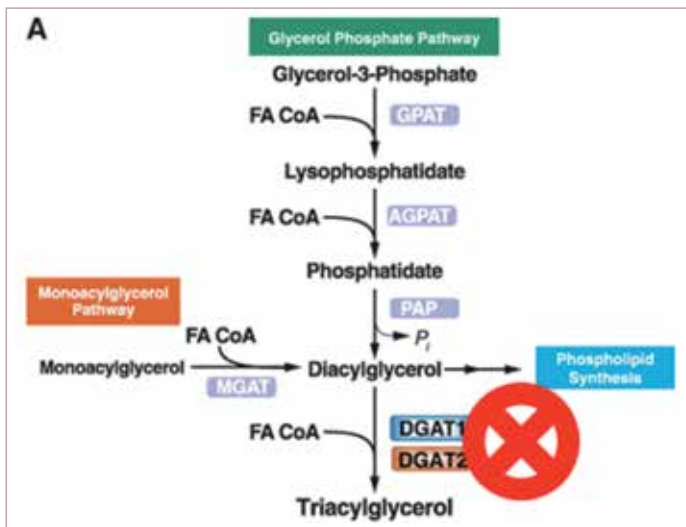 A
Glycerol Phosphate Pathway
Glycerol-3-Phosphate
FA CoA
GPAT
Lysophosphatidate
FA CoA
AGPAT
Phosphatidate
PAP
Pi
Monoacylglycerol
Pathway
FA CoA
Monoacylglycerol
MGAT
Diacylglycerol
Phospholipid
Synthesis
FA CoA
DGAT1
DGAT2
Triacylglycerol